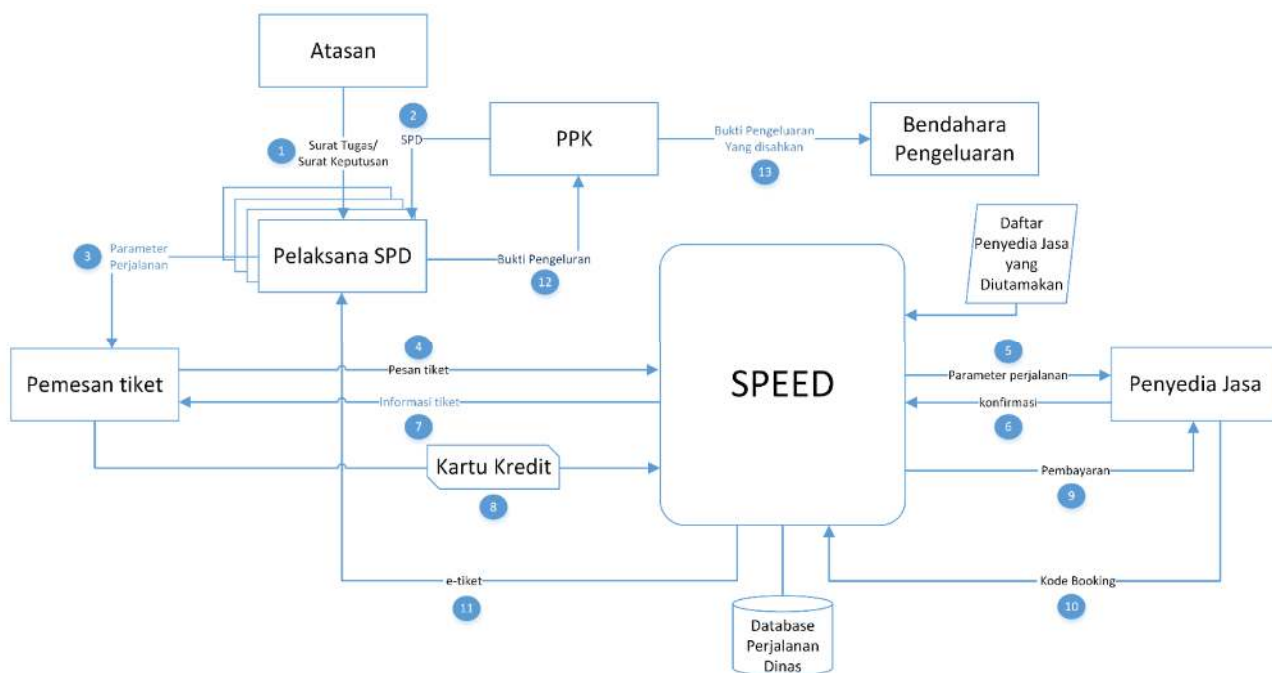 Atasan
1
Surat Tugas/
Surat Keputusan
2
SPD
PPK
Bukti Pengeluaran
Yang disahkan
13
Bendahara
Pengeluaran
3
Parameter
Perjalanan
Pelaksana SPD
Bukti Pengeluran
12
Daftar
Penyedia Jasa
yang
Diutamakan
Pemesan tiket
4
Pesan tiket
Informasi tiket
7
SPEED
5
Parameter perjalanan
konfirmasi
6
Penyedia Jasa
Kartu Kredit
8
Pembayaran
9
e-tiket
11
Kode Booking
10
Database
Perjalanan
Dinas